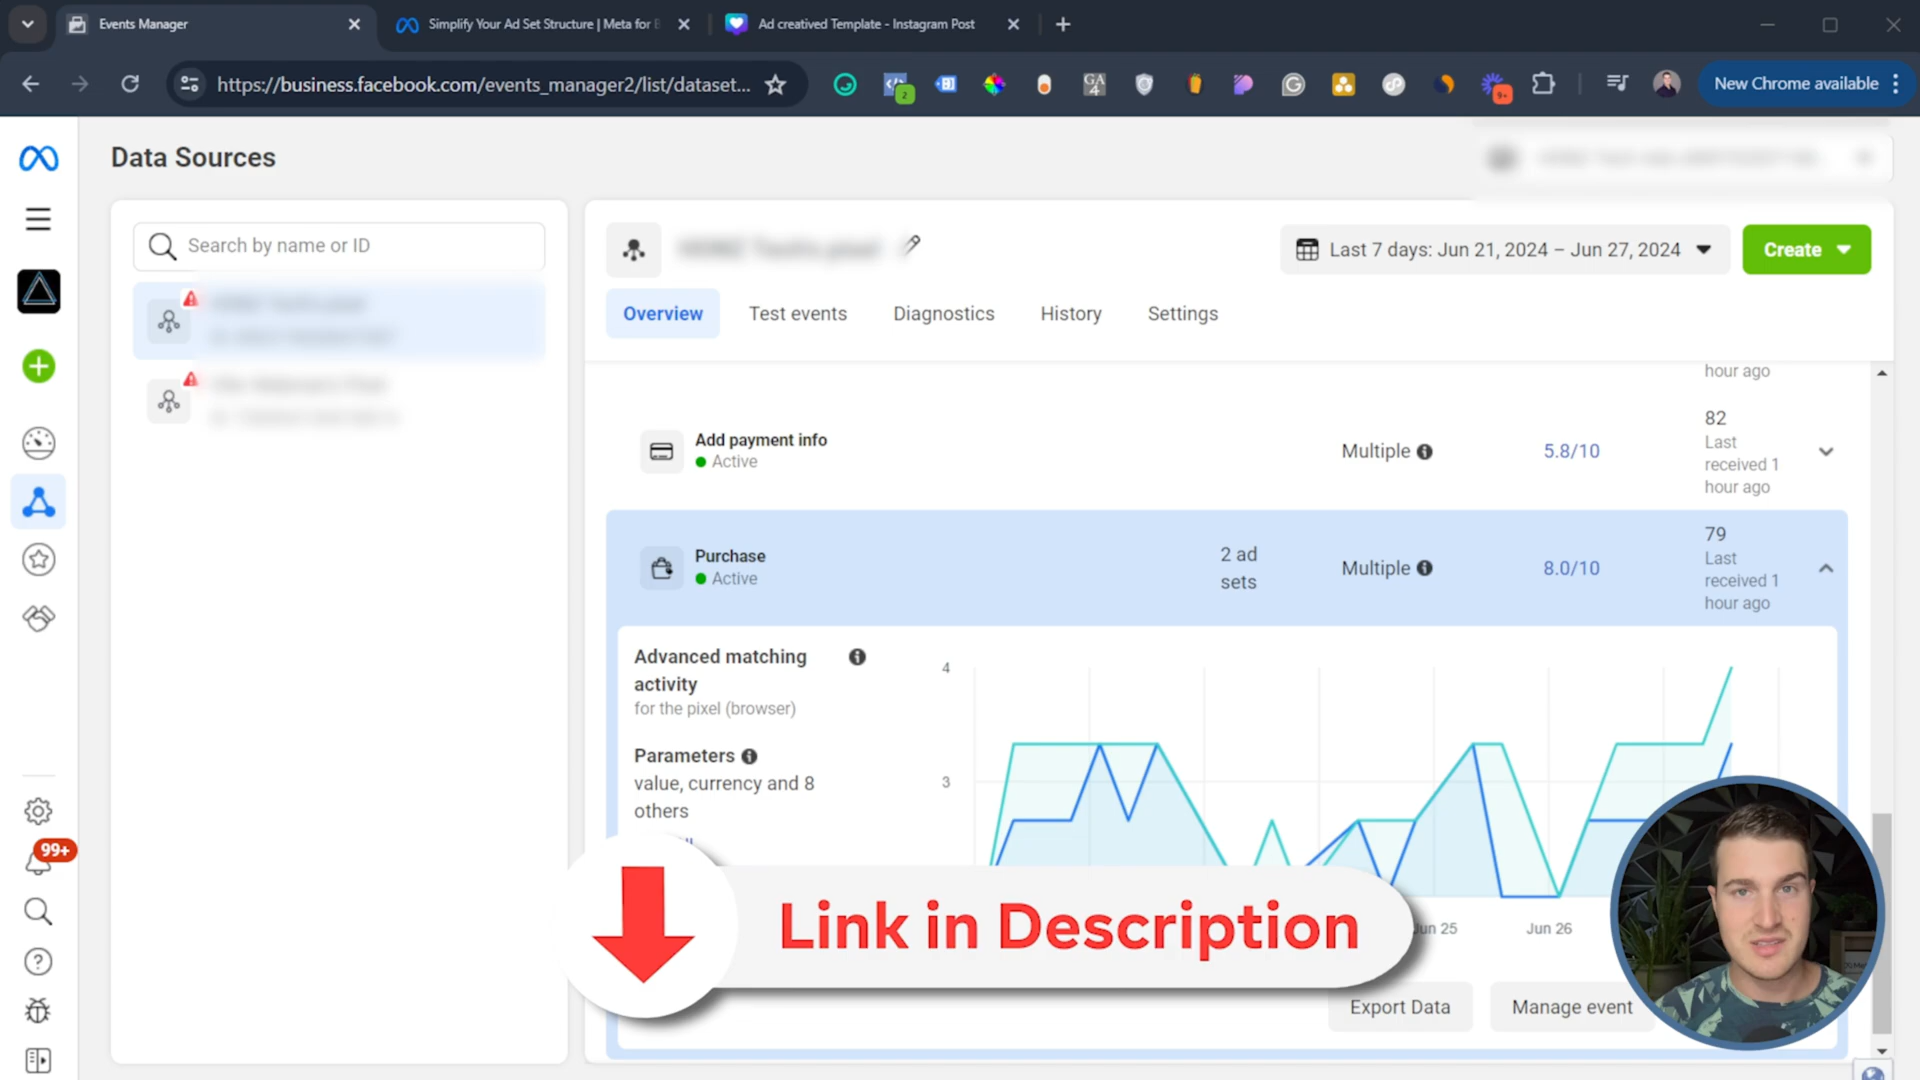 Events Manager
Simplify Your Ad Set Structure | Meta for B
Ad creatived Template - Instagram Post
https://business.facebook.com/events_manager2/list/dataset...
2
GA
4
9+
New Chrome available
Data Sources
Search by name or ID
Last 7 days: Jun 21, 2024 – Jun 27, 2024
Create
Overview
Test events
Diagnostics
History
Settings
hour ago
Add payment info
Active
Multiple
5.8/10
82
Last
received 1
hour ago
Purchase
Active
2 ad
sets
Multiple
8.0/10
79
Last
received 1
hour ago
Advanced matching
activity
for the pixel (browser)
Parameters
value, currency and 8
others
4
3
Jun 25
Jun 26
Link in Description
Export Data
Manage event
99+